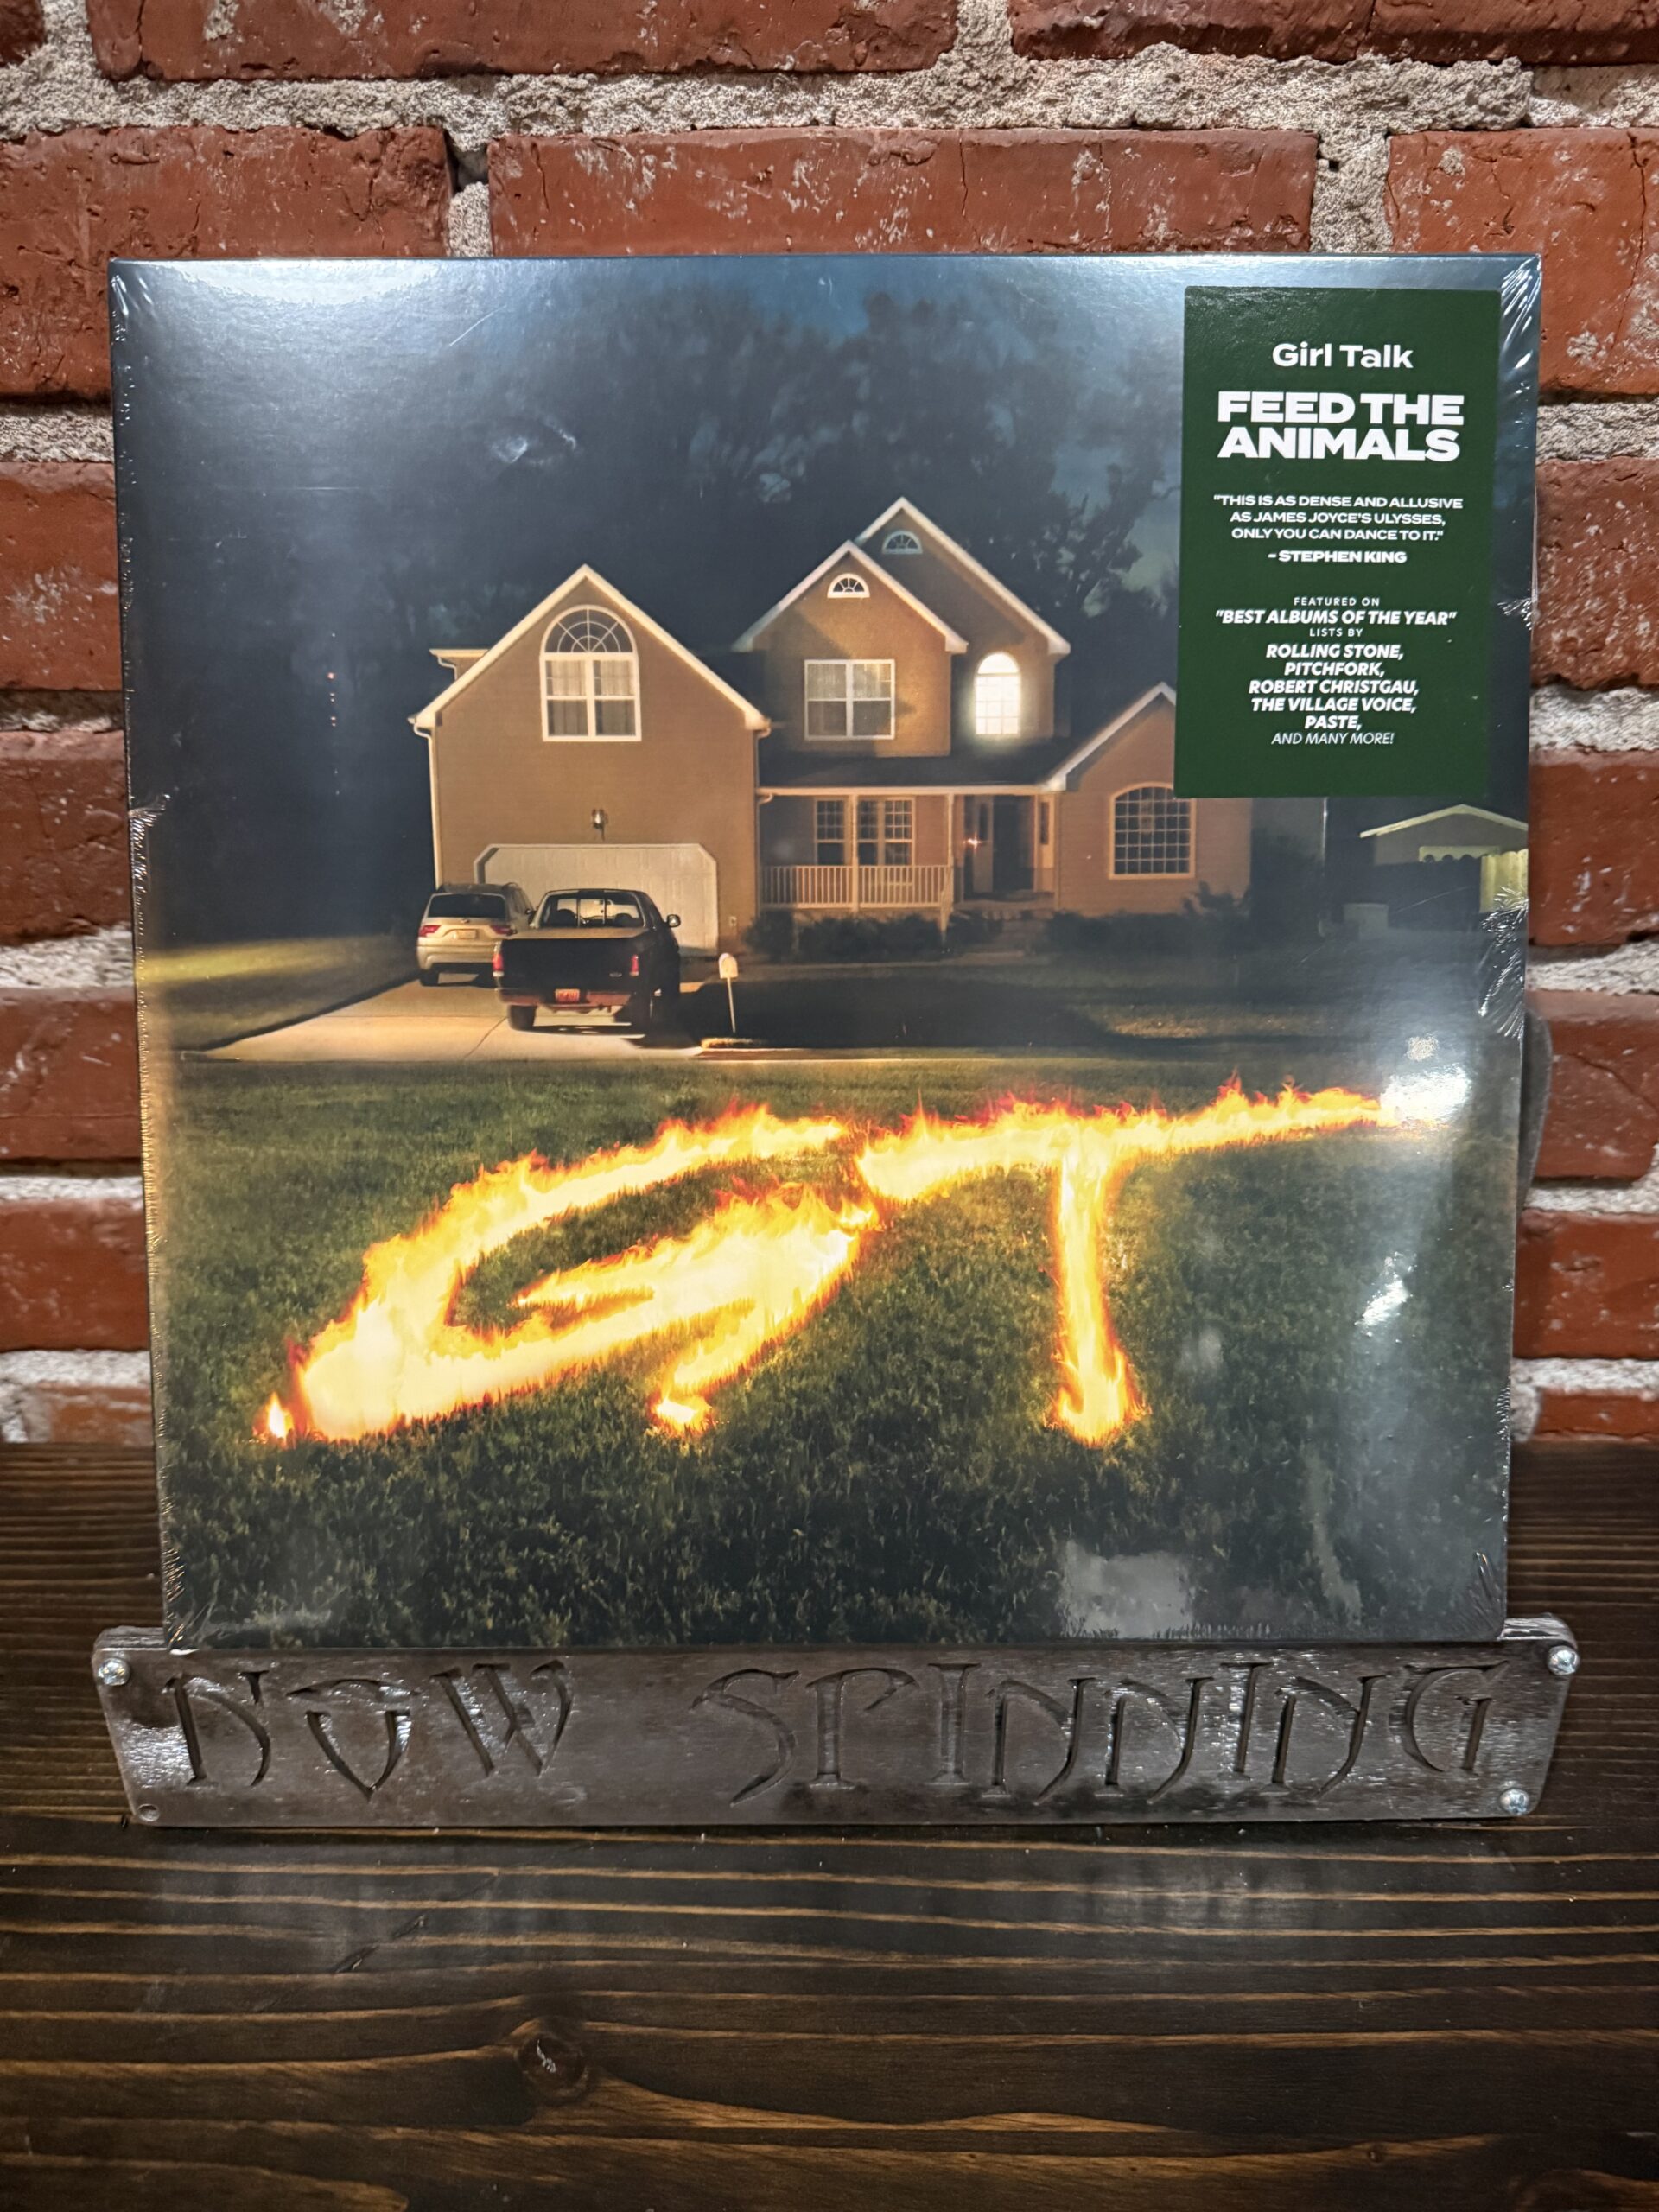 Girl Talk
FEED THE
ANIMALS
"THIS IS AS DENSE AND ALLUSIVE
AS JAMES JOYCE'S ULYSSES,
ONLY YOU CAN DANCE TO IT."
- STEPHEN KING
FEATURED ON
"BEST ALBUMS OF THE YEAR"
LISTS BY
ROLLING STONE,
PITCHFORK,
ROBERT CHRISTGAU,
THE VILLAGE VOICE,
PASTE,
AND MANY MORE!
GT
NOW SPINNING